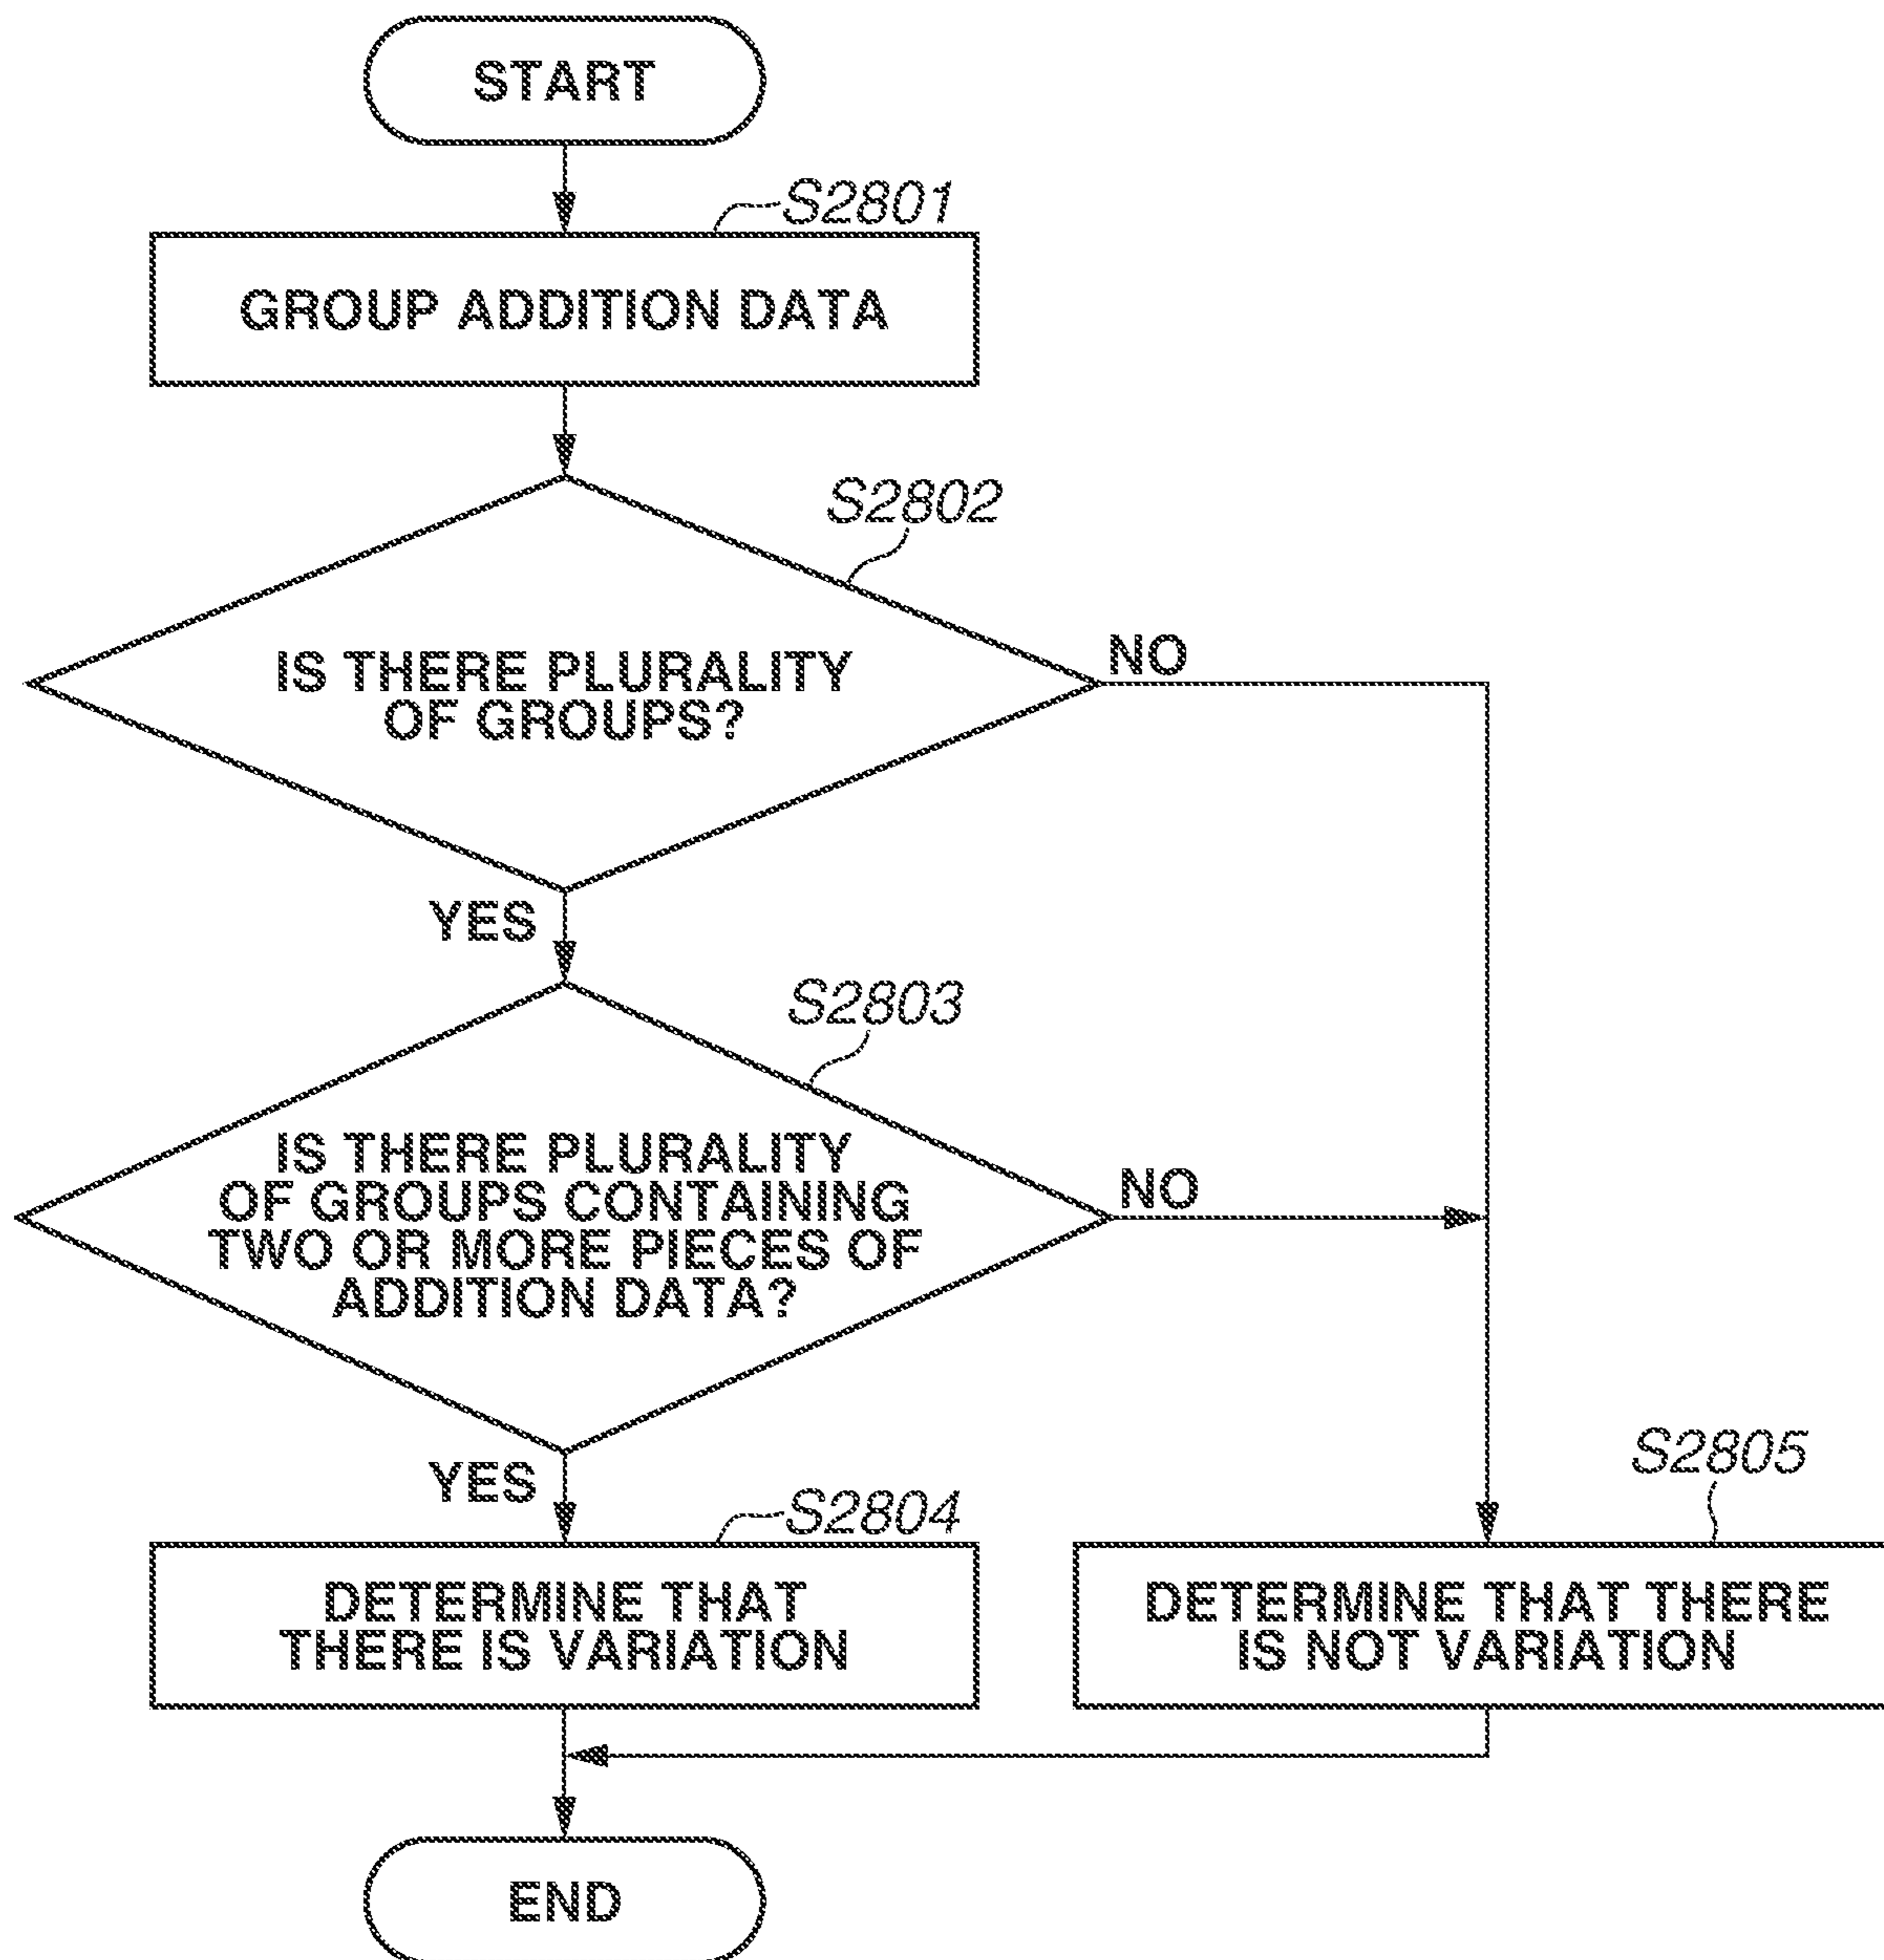 START
S2801
GROUP ADDITION DATA
S2802
IS THERE PLURALITY
OF GROUPS?
NO
YES
S2803
IS THERE PLURALITY
OF GROUPS CONTAINING
TWO OR MORE PIECES OF
ADDITION DATA?
NO
YES
S2804
DETERMINE THAT
THERE IS VARIATION
S2805
DETERMINE THAT THERE
IS NOT VARIATION
END